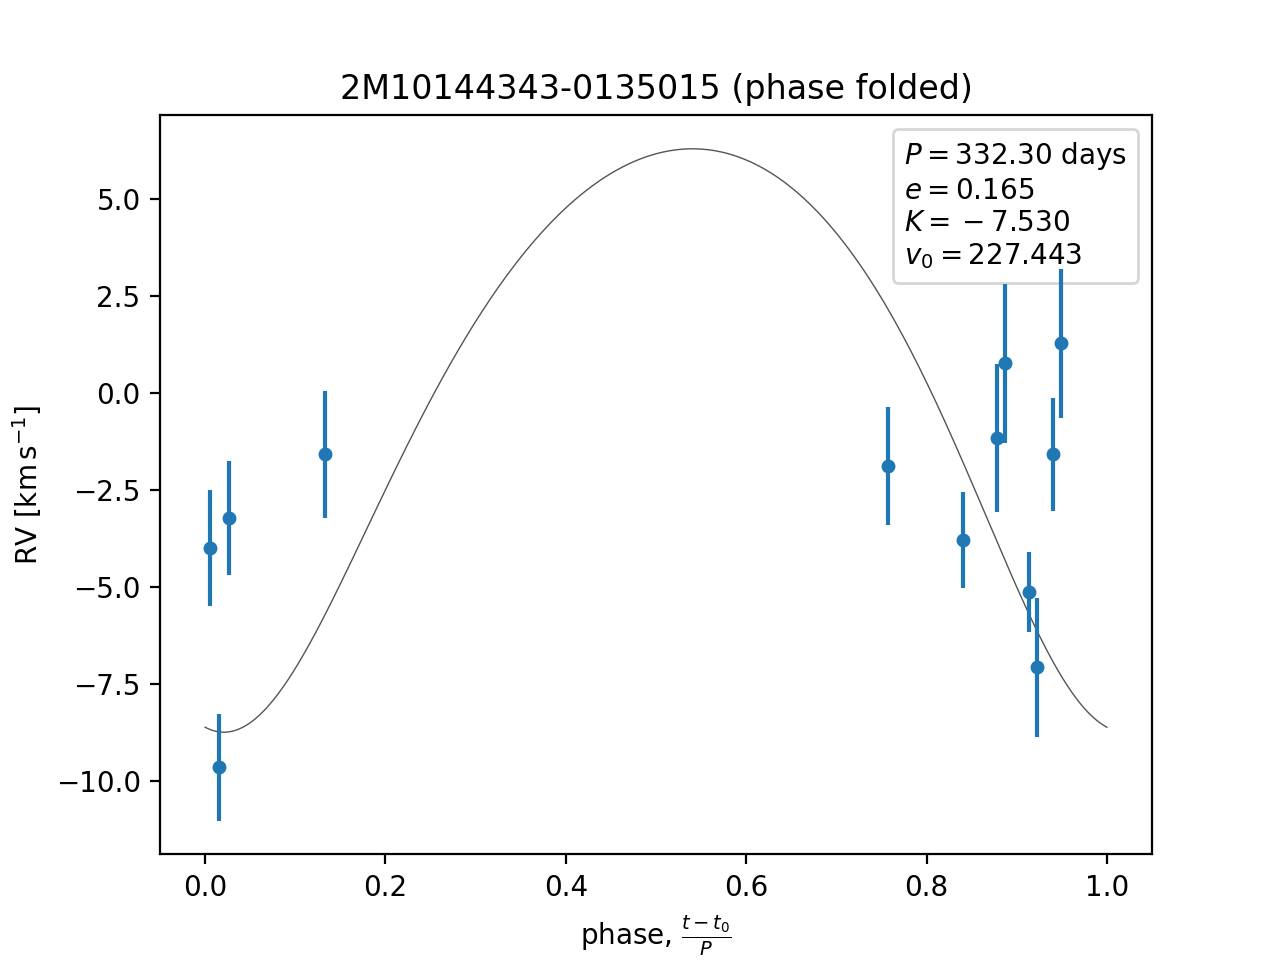 2M10144343-0135015 (phase folded)
P = 332.30 days
e = 0.165
K = −7.530
v₀ = 227.443
RV [km s⁻¹]
5.0
2.5
0.0
−2.5
−5.0
−7.5
−10.0
0.0 0.2 0.4 0.6 0.8 1.0
phase, (t − t₀)/P